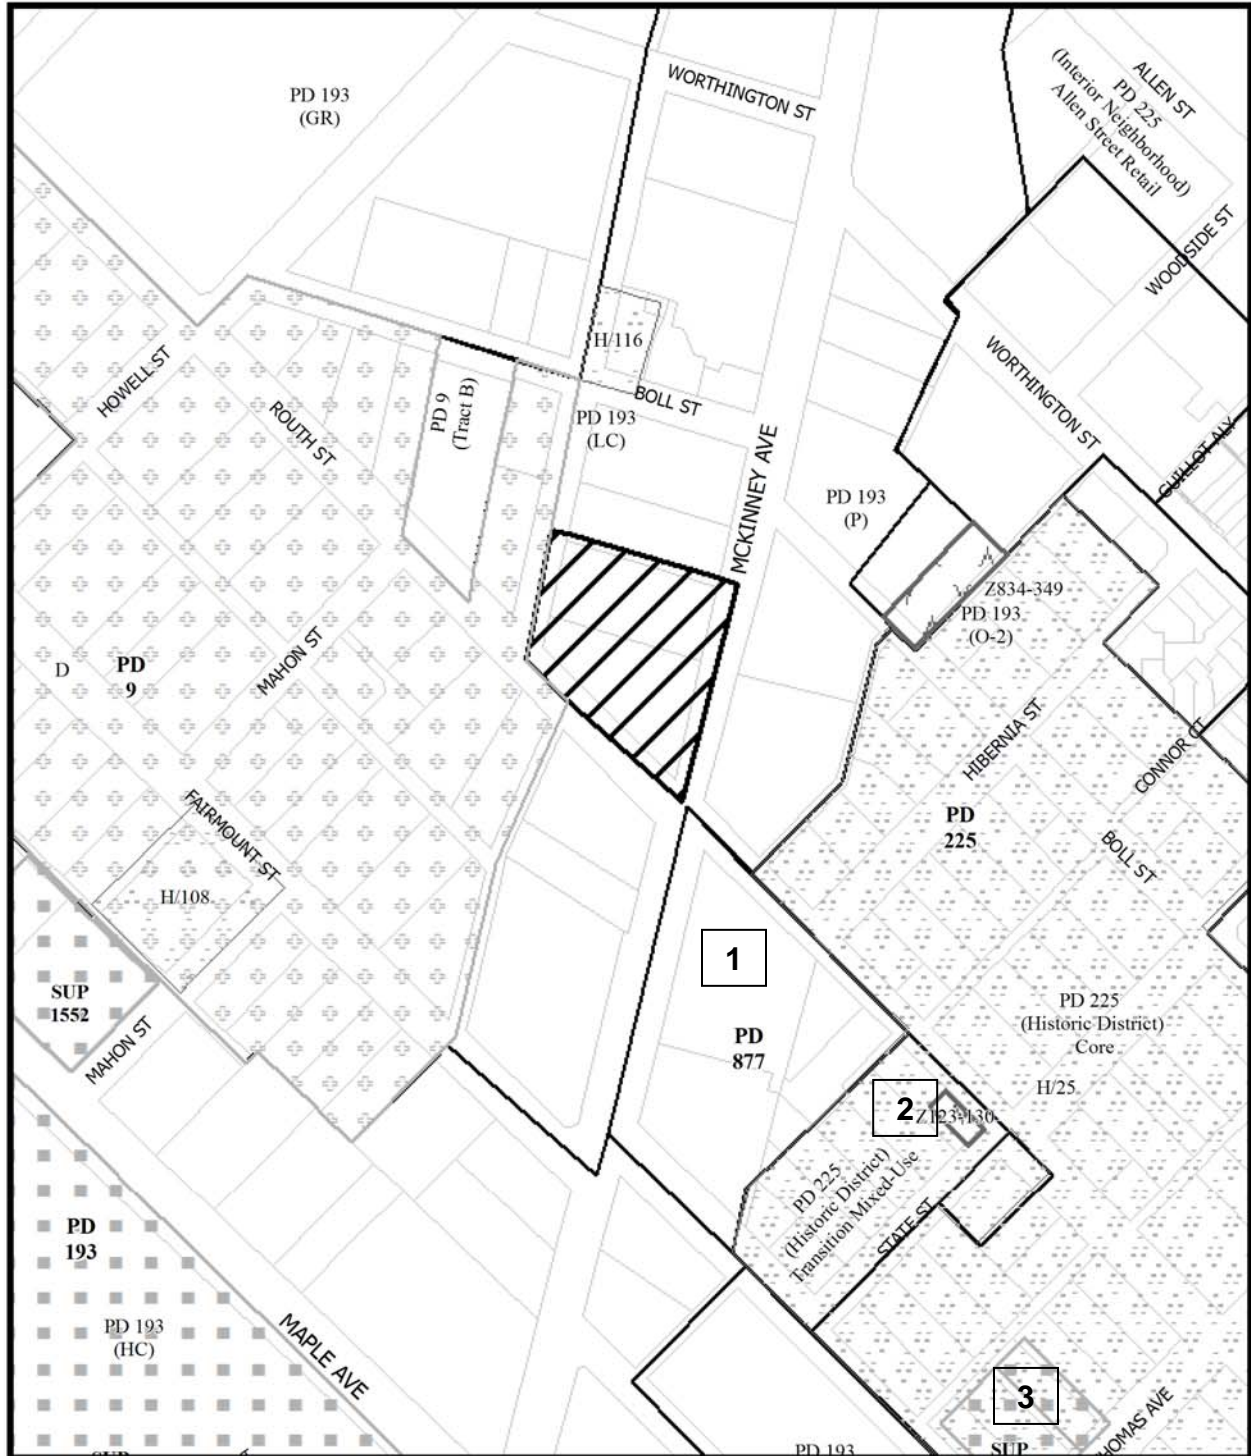 WORTHINGTON ST
ALLEN ST
PD 225
(Interior Neighborhood)
Allen Street Retail
PD 193
(GR)
WOODSIDE ST
H/116
WORTHINGTON ST
HOWELL ST
BOLL ST
PD 9
(Tract B)
ROUTH ST
PD 193
(LC)
MCKINNEY AVE
GUILLOT ALY
PD 193
(P)
Z834-349
PD 193
(O-2)
MAHON ST
D
PD
9
HIBERNIA ST
CONNOR CT
FAIRMOUNT ST
PD
225
BOLL ST
H/108
1
SUP
1552
PD 225
(Historic District)
Core
MAHON ST
PD
877
H/25
2
Z123-130
PD 225
(Historic District)
Transition Mixed-Use
STATE ST
PD
193
PD 193
(HC)
MAPLE AVE
3
HOMAS AVE
SUP
PD 193
SUP